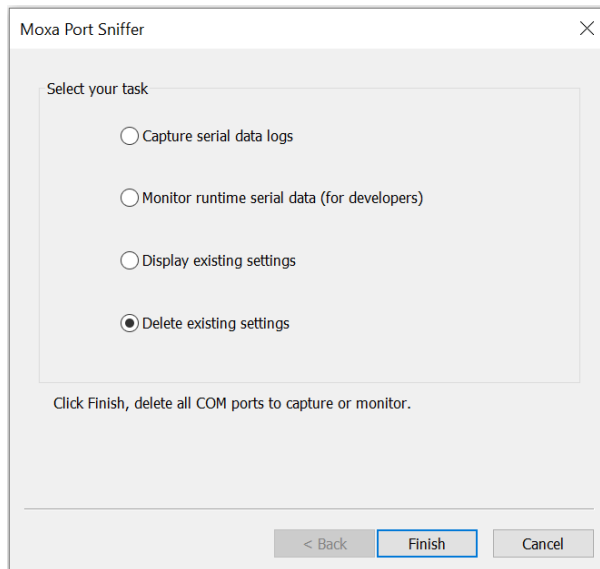 Moxa Port Sniffer
Select your task
Capture serial data logs
Monitor runtime serial data (for developers)
Display existing settings
Delete existing settings
Click Finish, delete all COM ports to capture or monitor.
< Back
Finish
Cancel